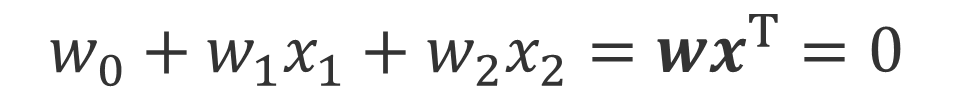 w₀ + w₁x₁ + w₂x₂ = 𝒘𝒙ᵀ = 0